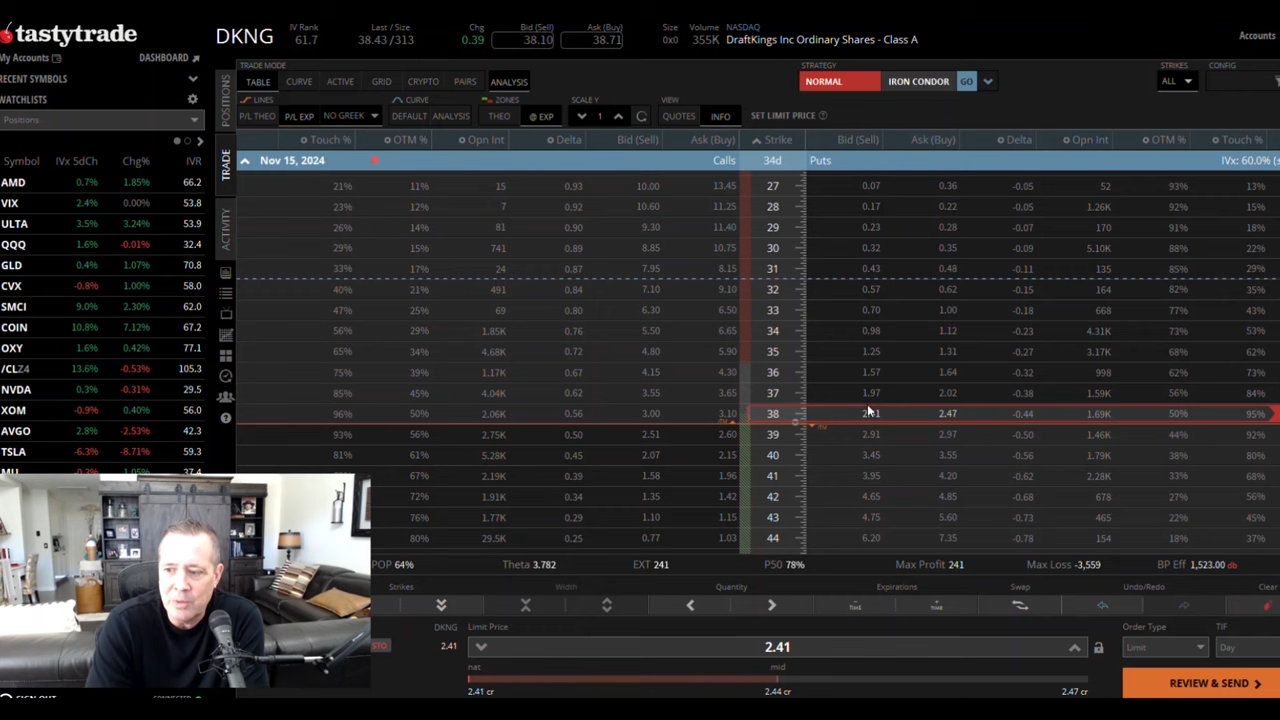 tastytrade
DKNG
IV Rank
61.7
Last / Size
38.43 / 313
Chg
0.39
Bid (Sell)
38.10
Ask (Buy)
38.71
Size
0x0
Volume
355K
NASDAQ
DraftKings Inc Ordinary Shares - Class A
Accounts
My Accounts
DASHBOARD
RECENT SYMBOLS
WATCHLISTS
Positions
TRADE MODE
TABLE CURVE ACTIVE GRID CRYPTO PAIRS ANALYSIS
STRATEGY
NORMAL IRON CONDOR GO
STRIKES
ALL
CONFIG
LINES
P/L THEO P/L EXP NO GREEK
CURVE
DEFAULT ANALYSIS
ZONES
THEO @ EXP
SCALE Y
1
VIEW
QUOTES INFO
SET LIMIT PRICE
POSITIONS
TRADE
ACTIVITY
Symbol IVx 5dCh Chg% IVR
AMD 0.7% 1.85% 66.2
VIX 2.4% 0.00% 53.8
ULTA 3.5% 3.24% 53.9
QQQ 1.6% -0.01% 32.4
GLD 0.4% 1.07% 70.8
CVX -0.8% 1.00% 58.0
SMCI 9.0% 2.30% 62.0
COIN 10.8% 7.12% 67.2
OXY 1.6% 0.42% 77.1
/CLZ4 13.6% -0.53% 105.3
NVDA 0.3% -0.31% 29.5
XOM -0.9% 0.40% 56.0
AVGO 2.8% -2.53% 42.3
TSLA -6.3% -8.71% 59.3
MU -0.3% 1.05% 37.4
Touch % OTM % Opn Int Delta Bid (Sell) Ask (Buy) Strike Bid (Sell) Ask (Buy) Delta Opn Int OTM % Touch %
Nov 15, 2024 Calls 34d Puts IVx: 60.0%
21% 11% 15 0.93 10.00 13.45 27 0.07 0.36 -0.05 52 93% 13%
23% 12% 7 0.92 10.60 11.25 28 0.17 0.22 -0.05 1.26K 92% 15%
26% 14% 81 0.90 9.30 11.40 29 0.23 0.28 -0.07 170 91% 18%
29% 15% 741 0.89 8.85 10.75 30 0.32 0.35 -0.09 5.10K 88% 22%
33% 17% 24 0.87 7.95 8.15 31 0.43 0.48 -0.11 135 85% 29%
40% 21% 491 0.84 7.10 9.10 32 0.57 0.62 -0.15 164 82% 35%
47% 25% 69 0.80 6.30 6.50 33 0.70 1.00 -0.18 668 77% 43%
56% 29% 1.85K 0.76 5.50 6.65 34 0.98 1.12 -0.23 4.31K 73% 53%
65% 34% 4.68K 0.72 4.80 5.90 35 1.25 1.31 -0.27 3.17K 68% 62%
75% 39% 1.17K 0.67 4.15 4.30 36 1.57 1.64 -0.32 998 62% 73%
85% 45% 4.04K 0.62 3.55 3.65 37 1.97 2.02 -0.38 1.59K 56% 84%
96% 50% 2.06K 0.56 3.00 3.10 38 2.47 -0.44 1.69K 50% 95%
93% 56% 2.75K 0.50 2.51 2.60 39 2.91 2.97 -0.50 1.46K 44% 92%
81% 61% 5.28K 0.45 2.07 2.15 40 3.45 3.55 -0.56 1.79K 38% 80%
67% 2.19K 0.39 1.58 1.96 41 3.95 4.20 -0.62 2.28K 33% 68%
72% 1.91K 0.34 1.35 1.42 42 4.65 4.85 -0.68 678 27% 56%
76% 1.77K 0.29 1.10 1.15 43 4.75 5.60 -0.73 465 22% 45%
80% 29.5K 0.25 0.77 1.03 44 6.20 7.35 -0.78 154 18% 37%
POP 64% Theta 3.782 EXT 241 P50 78% Max Profit 241 Max Loss -3,559 BP Eff 1,523.00 db
Strikes Width Quantity Expirations Swap Undo/Redo Clear
TIME TIME
DKNG
STO 2.41
Limit Price
2.41
Order Type
Limit
TIF
Day
nat mid
2.41 cr 2.44 cr 2.47 cr
REVIEW & SEND